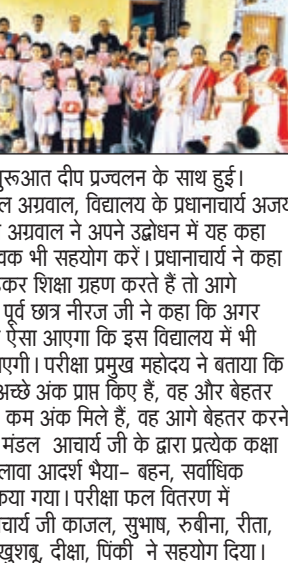 शुरूआत दीप प्रज्वलन के साथ हुई।
अग्रवाल, विद्यालय के प्रधानाचार्य अजय
अग्रवाल ने अपने उद्बोधन में यह कहा
भी सहयोग करें। प्रधानाचार्य ने कहा
शिक्षा ग्रहण करते हैं तो आगे
पूर्व छात्र नीरज जी ने कहा कि अगर
ऐसा आएगा कि इस विद्यालय में भी
परीक्षा प्रमुख महोदय ने बताया कि
अच्छे अंक प्राप्त किए हैं, वह और बेहतर
कम अंक मिले हैं, वह आगे बेहतर करने
मंडल आचार्य जी के द्वारा प्रत्येक कक्षा
आदर्श भैया- बहन, सर्वाधिक
किया गया। परीक्षा फल वितरण में
जी काजल, सुभाष, रुबीना, रीता,
खुशबू, दीक्षा, पिंकी ने सहयोग दिया।